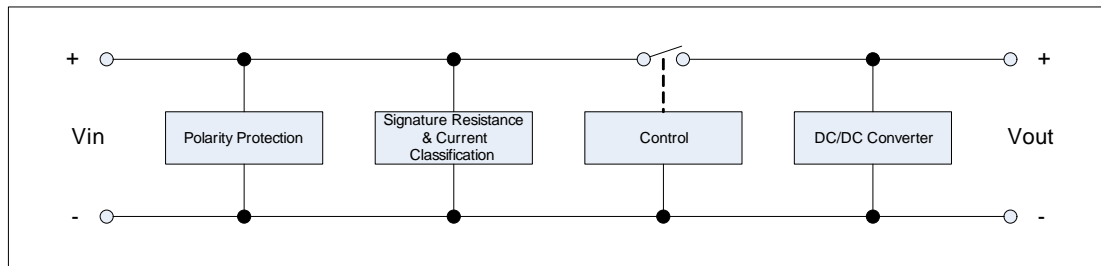 +
+
Vin
Polarity Protection
Signature Resistance
& Current
Classification
Control
DC/DC Converter
Vout
-
-